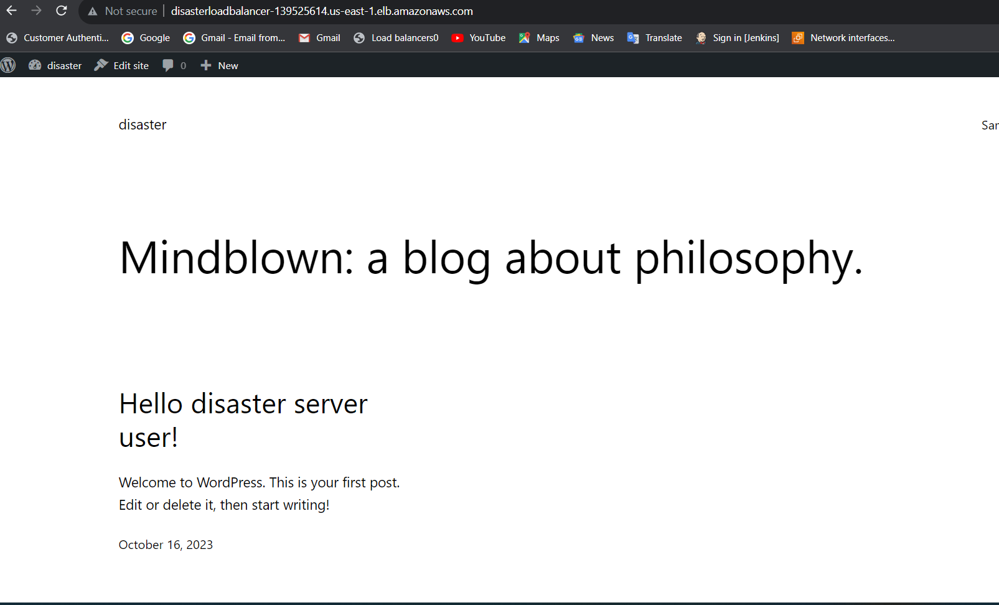 Not secure | disasterloadbalancer-139525614.us-east-1.elb.amazonaws.com
Customer Authenti... Google Gmail - Email from... Gmail Load balancers0 YouTube Maps News Translate Sign in [Jenkins] Network interfaces...
disaster Edit site 0 New
disaster
Mindblown: a blog about philosophy.
Hello disaster server
user!
Welcome to WordPress. This is your first post.
Edit or delete it, then start writing!
October 16, 2023